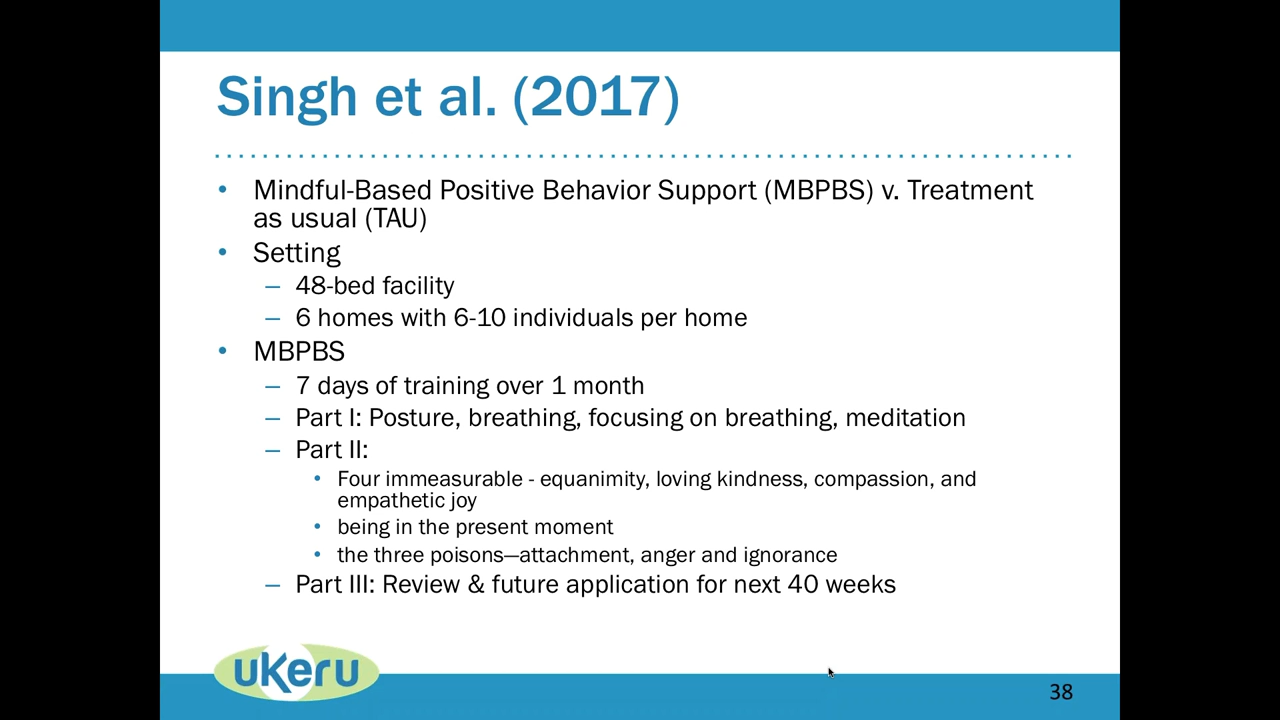 Singh et al. (2017)
• Mindful-Based Positive Behavior Support (MBPBS) v. Treatment
as usual (TAU)
• Setting
– 48-bed facility
– 6 homes with 6-10 individuals per home
• MBPBS
– 7 days of training over 1 month
– Part I: Posture, breathing, focusing on breathing, meditation
– Part II:
• Four immeasurable - equanimity, loving kindness, compassion, and
empathetic joy
• being in the present moment
• the three poisons—attachment, anger and ignorance
– Part III: Review & future application for next 40 weeks
ukeru
38